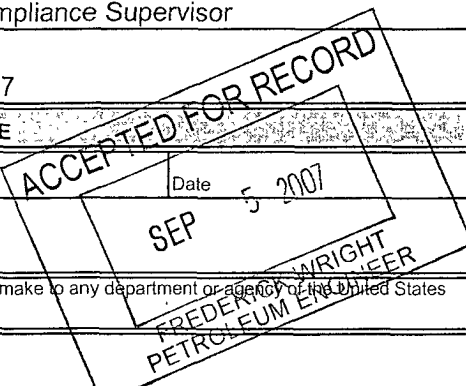 mpliance Supervisor
7
E
ACCEPTED FOR RECORD
Date
SEP 5 2007
make to any department or agency of the United States
FREDERICK WRIGHT
PETROLEUM ENGINEER